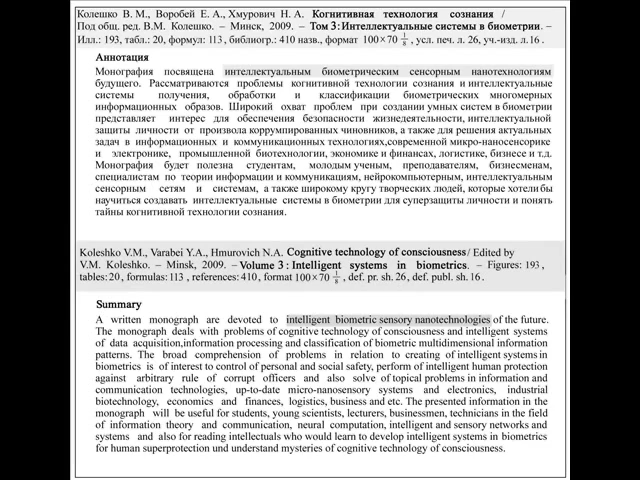 Колешко В. М., Воробей Е. А., Хмурович Н. А. Когнитивная технология сознания /
Под общ. ред. В.М. Колешко. – Минск, 2009. – Том 3: Интеллектуальные системы в биометрии. –
Илл.: 193, табл.: 20, формул: 113, библиогр.: 410 назв., формат 100×70 1/8, усл. печ. л. 26, уч.-изд. л.16 .
Аннотация
Монография посвящена интеллектуальным биометрическим сенсорным нанотехнологиям
будущего. Рассматриваются проблемы когнитивной технологии сознания и интеллектуальные
системы получения, обработки и классификации биометрических многомерных
информационных образов. Широкий охват проблем при создании умных систем в биометрии
представляет интерес для обеспечения безопасности жизнедеятельности, интеллектуальной
защиты личности от произвола коррумпированных чиновников, а также для решения актуальных
задач в информационных и коммуникационных технологиях,современной микро-наносенсорике
и электронике, промышленной биотехнологии, экономике и финансах, логистике, бизнесе и т.д.
Монография будет полезна студентам, молодым ученым, преподавателям, бизнесменам,
специалистам по теории информации и коммуникациям, нейрокомпьютерным, интеллектуальным
сенсорным сетям и системам, а также широкому кругу творческих людей, которые хотели бы
научиться создавать интеллектуальные системы в биометрии для суперзащиты личности и понять
тайны когнитивной технологии сознания.
Koleshko V.M., Varabei Y.A., Hmurovich N.A. Cognitive technology of consciousness / Edited by
V.M. Koleshko. – Minsk, 2009. – Volume 3 : Intelligent systems in biometrics. – Figures: 193 ,
tables: 20 , formulas: 113 , references: 410, format 100×70 1/8 , def. pr. sh. 26 , def. publ. sh. 16 .
Summary
A written monograph are devoted to intelligent biometric sensory nanotechnologies of the future.
The monograph deals with problems of cognitive technology of consciousness and intelligent systems
of data acquisition,information processing and classification of biometric multidimensional information
patterns. The broad comprehension of problems in relation to creating of intelligent systems in
biometrics is of interest to control of personal and social safety, perform of intelligent human protection
against arbitrary rule of corrupt officers and also solve of topical problems in information and
communication technologies, up-to-date micro-nanosensory systems and electronics, industrial
biotechnology, economics and finances, logistics, business and etc. The presented information in the
monograph will be useful for students, young scientists, lecturers, businessmen, technicians in the field
of information theory and communication, neural computation, intelligent and sensory networks and
systems and also for reading intellectuals who would learn to develop intelligent systems in biometrics
for human superprotection und understand mysteries of cognitive technology of consciousness.